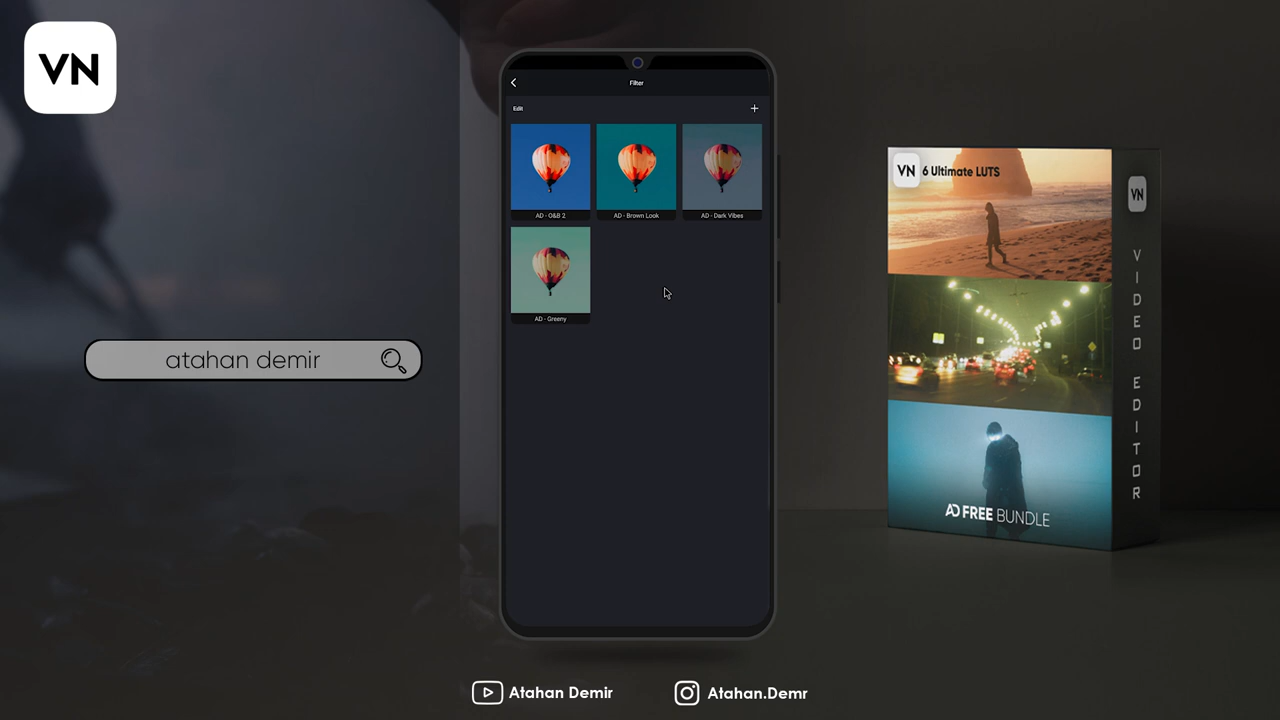 VN
atahan demir
Filter
Edit
AD - O&B 2
AD - Brown Look
AD - Dark Vibes
AD - Greeny
VN 6 Ultimate LUTS
AD FREE BUNDLE
VN
VIDEO EDITOR
Atahan Demir
Atahan.Demr